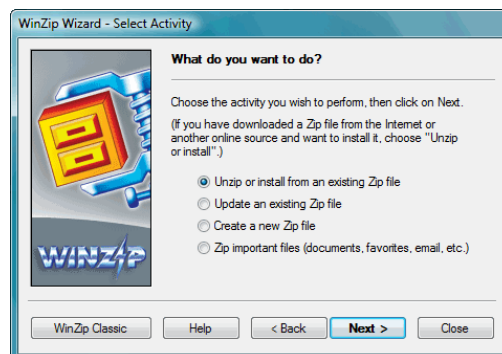 WinZip Wizard - Select Activity
What do you want to do?
Choose the activity you wish to perform, then click on Next.
(If you have downloaded a Zip file from the Internet or
another online source and want to install it, choose "Unzip
or install".)
Unzip or install from an existing Zip file
Update an existing Zip file
Create a new Zip file
Zip important files (documents, favorites, email, etc.)
WINZIP
WinZip Classic
Help
< Back
Next >
Close